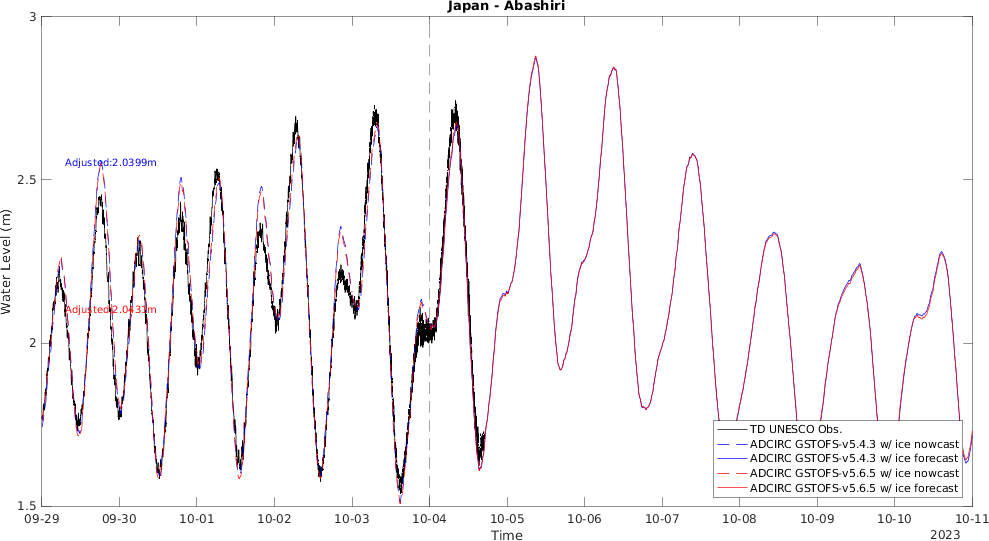 Japan - Abashiri
Water Level (m)
3
2.5
2
1.5
Adjusted:2.0399m
Adjusted:2.0431m
TD UNESCO Obs.
ADCIRC GSTOFS-v5.4.3 w/ ice nowcast
ADCIRC GSTOFS-v5.4.3 w/ ice forecast
ADCIRC GSTOFS-v5.6.5 w/ ice nowcast
ADCIRC GSTOFS-v5.6.5 w/ ice forecast
09-29 09-30 10-01 10-02 10-03 10-04 10-05 10-06 10-07 10-08 10-09 10-10 10-11
Time
2023